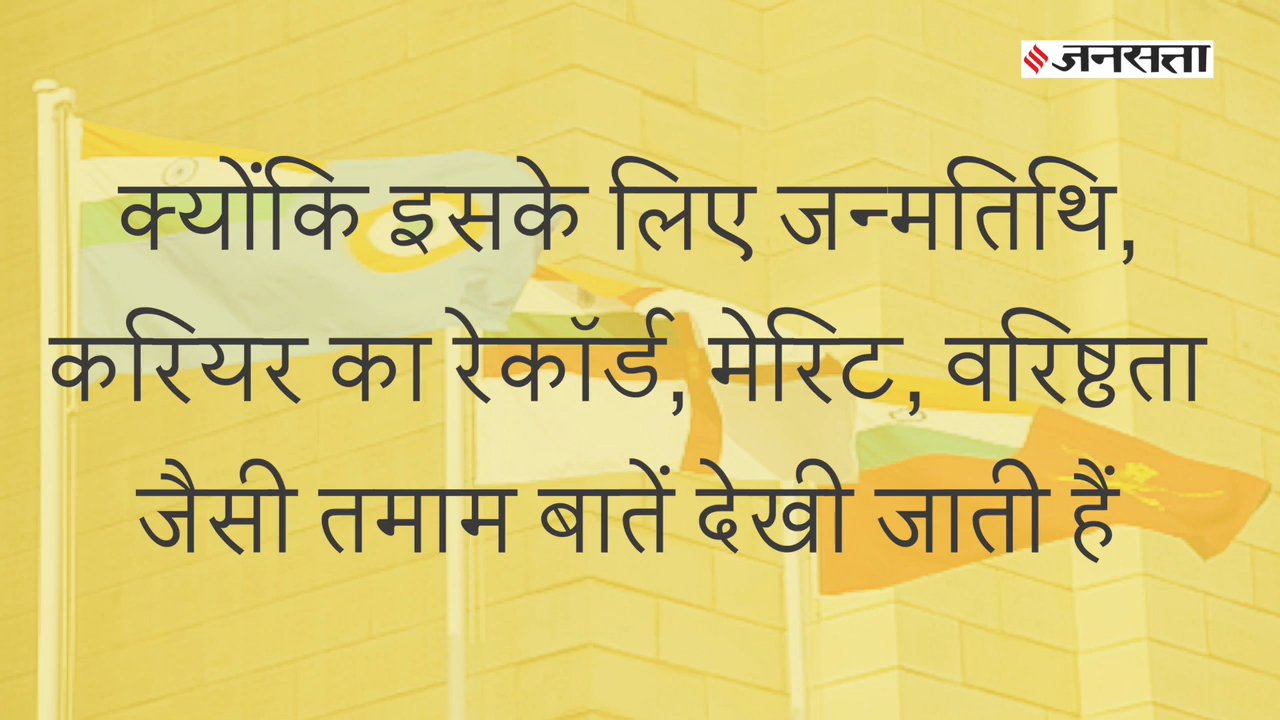 जनसत्ता
क्योंकि इसके लिए जन्मतिथि,
करियर का रेकॉर्ड, मेरिट, वरिष्ठता
जैसी तमाम बातें देखी जाती हैं